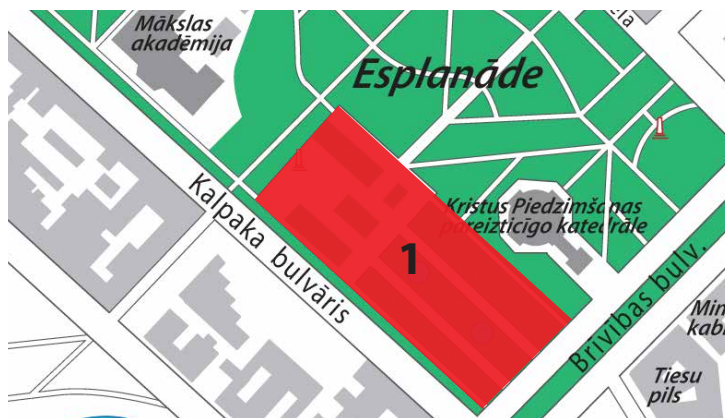 Mākslas
akadēmija
Esplanāde
Kristus Piedzimšanas
pareizticīgo katedrāle
Kalpaka bulvāris
1
Brīvības bulv.
Tiesu
pils